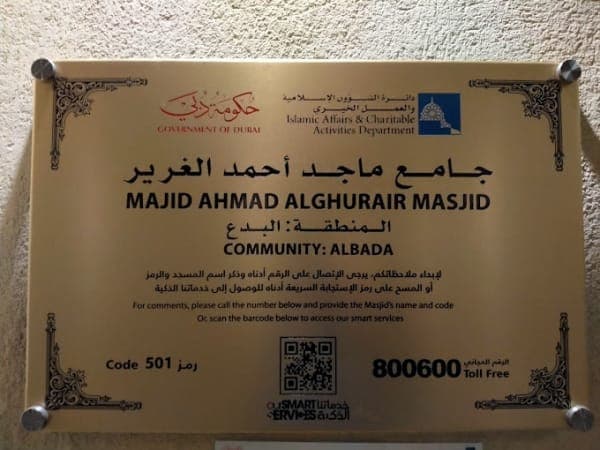 حكومة دبي
GOVERNMENT OF DUBAI
دائرة الشؤون الإسلامية
والعمل الخيري
Islamic Affairs & Charitable
Activities Department
جامع ماجد أحمد الغرير
MAJID AHMAD ALGHURAIR MASJID
المنطقة: البدع
COMMUNITY: ALBADA
لإبداء ملاحظاتكم، يرجى الإتصال على الرقم أدناه وذكر اسم المسجد والرمز
أو المسح على رمز الإستجابة السريعة أدناه للوصول إلى خدماتنا الذكية
For comments, please call the number below and provide the Masjid's name and code
Or scan the barcode below to access our smart services
Code 501 رمز
800600 الرقم المجاني
Toll Free
OUR SMART خدماتنا
SERVICES الذكية